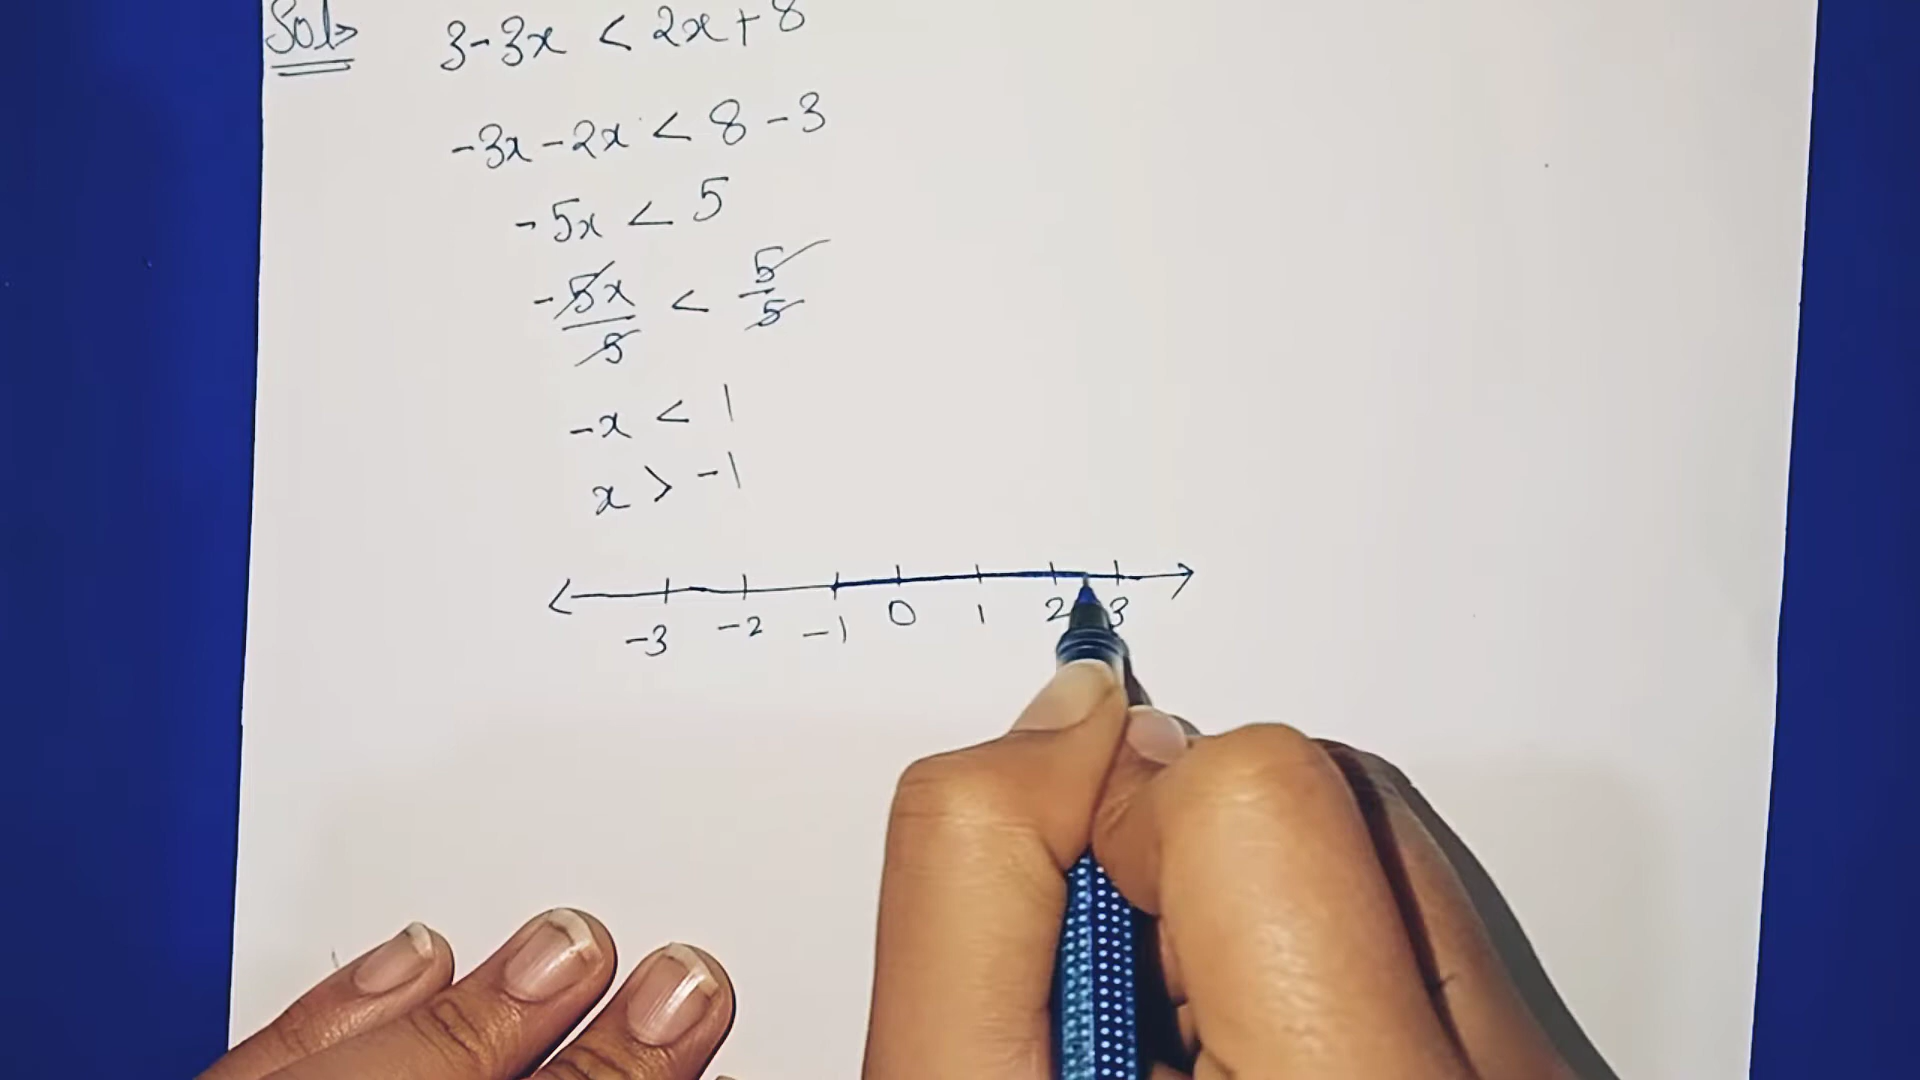 Sol>
3-3x < 2x+8
-3x-2x < 8-3
-5x < 5
-5x/5 < 5/5
-x < 1
x > -1
-3 -2 -1 0 1 2 3